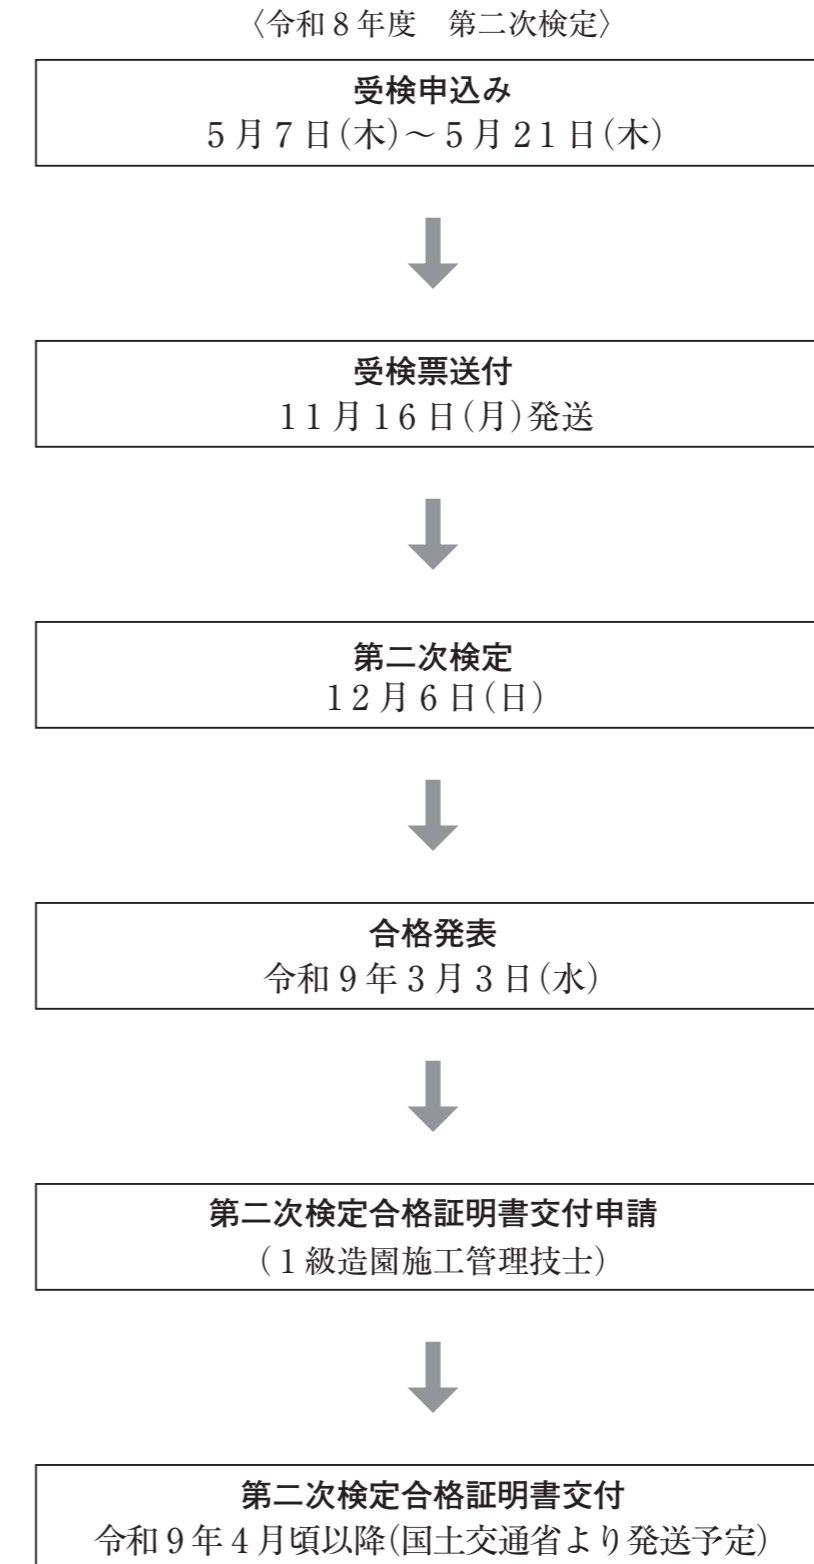 〈令和８年度　第二次検定〉
受検申込み
５月７日(木)～５月２１日(木)
受検票送付
１１月１６日(月)発送
第二次検定
１２月６日(日)
合格発表
令和９年３月３日(水)
第二次検定合格証明書交付申請
(１級造園施工管理技士)
第二次検定合格証明書交付
令和９年４月頃以降(国土交通省より発送予定)